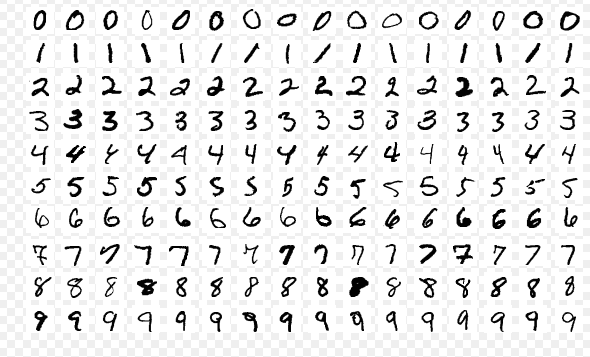 0 0 0 0 0 0 0 0 0 0 0 0 0 0 0 0
1 1 1 1 1 1 1 1 1 1 1 1 1 1 1 1
2 2 2 2 2 2 2 2 2 2 2 2 2 2 2 2
3 3 3 3 3 3 3 3 3 3 3 3 3 3 3 3
4 4 4 4 4 4 4 4 4 4 4 4 4 4 4 4
5 5 5 5 5 5 5 5 5 5 5 5 5 5 5 5
6 6 6 6 6 6 6 6 6 6 6 6 6 6 6 6
7 7 7 7 7 7 7 7 7 7 7 7 7 7 7 7
8 8 8 8 8 8 8 8 8 8 8 8 8 8 8 8
9 9 9 9 9 9 9 9 9 9 9 9 9 9 9 9